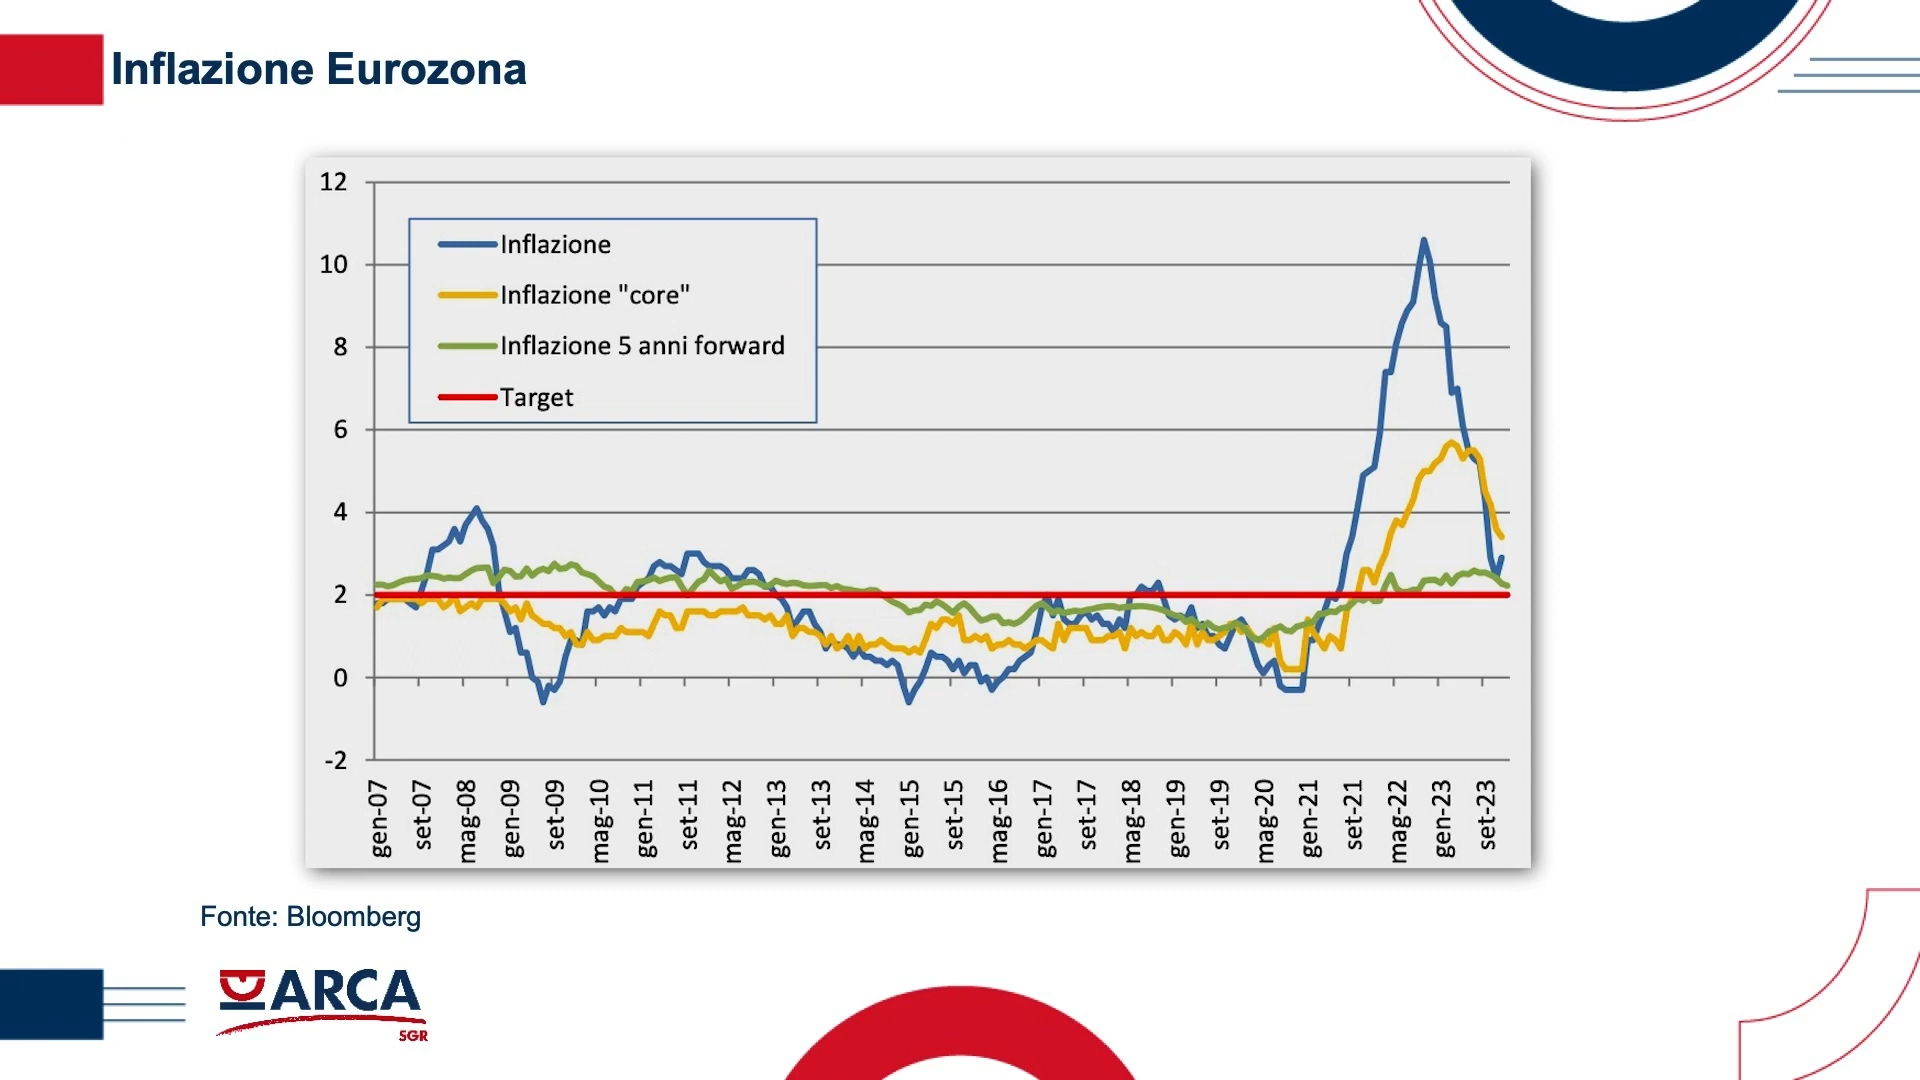 Inflazione Eurozona
12
10
8
6
4
2
0
-2
Inflazione
Inflazione "core"
Inflazione 5 anni forward
Target
gen-07
set-07
mag-08
gen-09
set-09
mag-10
gen-11
set-11
mag-12
gen-13
set-13
mag-14
gen-15
set-15
mag-16
gen-17
set-17
mag-18
gen-19
set-19
mag-20
gen-21
set-21
mag-22
gen-23
set-23
Fonte: Bloomberg
ARCA
SGR